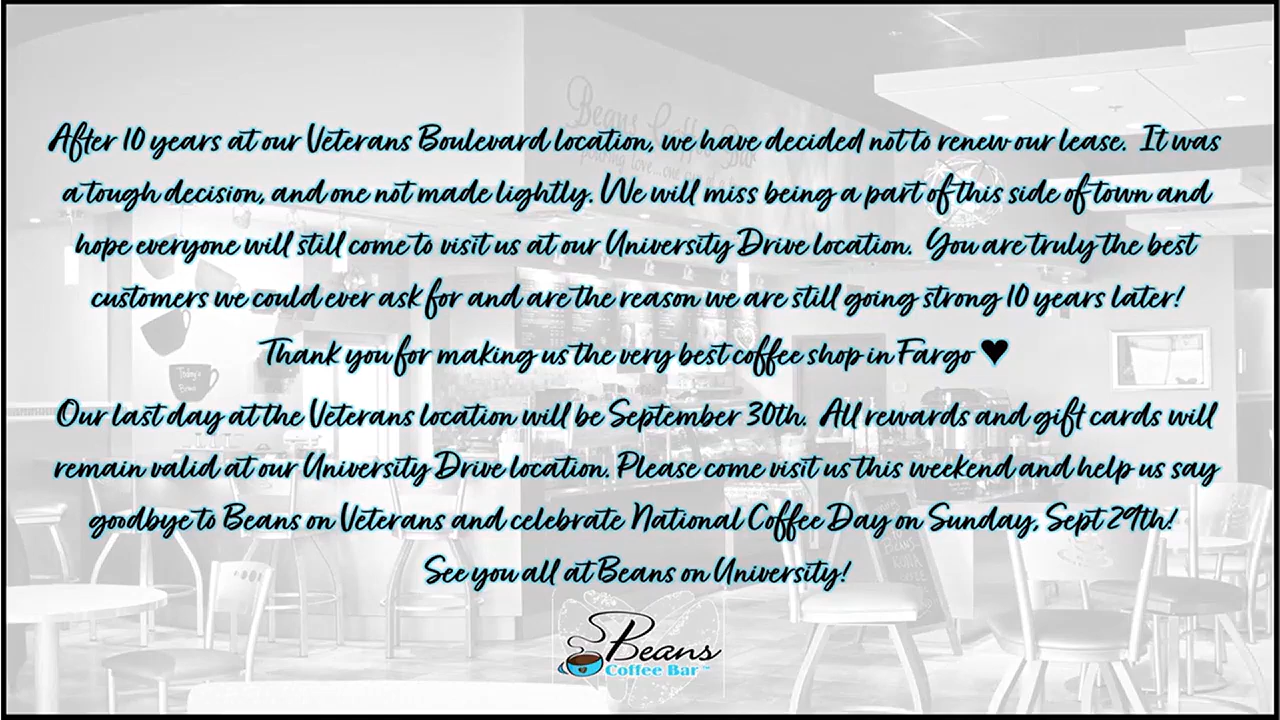 Beans Coffee Bar
After 10 years at our Veterans Boulevard location, we have decided not to renew our lease. It was
a tough decision, and one not made lightly. We will miss being a part of this side of town and
hope everyone will still come to visit us at our University Drive location. You are truly the best
customers we could ever ask for and are the reason we are still going strong 10 years later!
Thank you for making us the very best coffee shop in Fargo ♥
Today's
Brew
Our last day at the Veterans location will be September 30th. All rewards and gift cards will
remain valid at our University Drive location. Please come visit us this weekend and help us say
goodbye to Beans on Veterans and celebrate National Coffee Day on Sunday, Sept 29th!
See you all at Beans on University!
Beans
Coffee Bar™